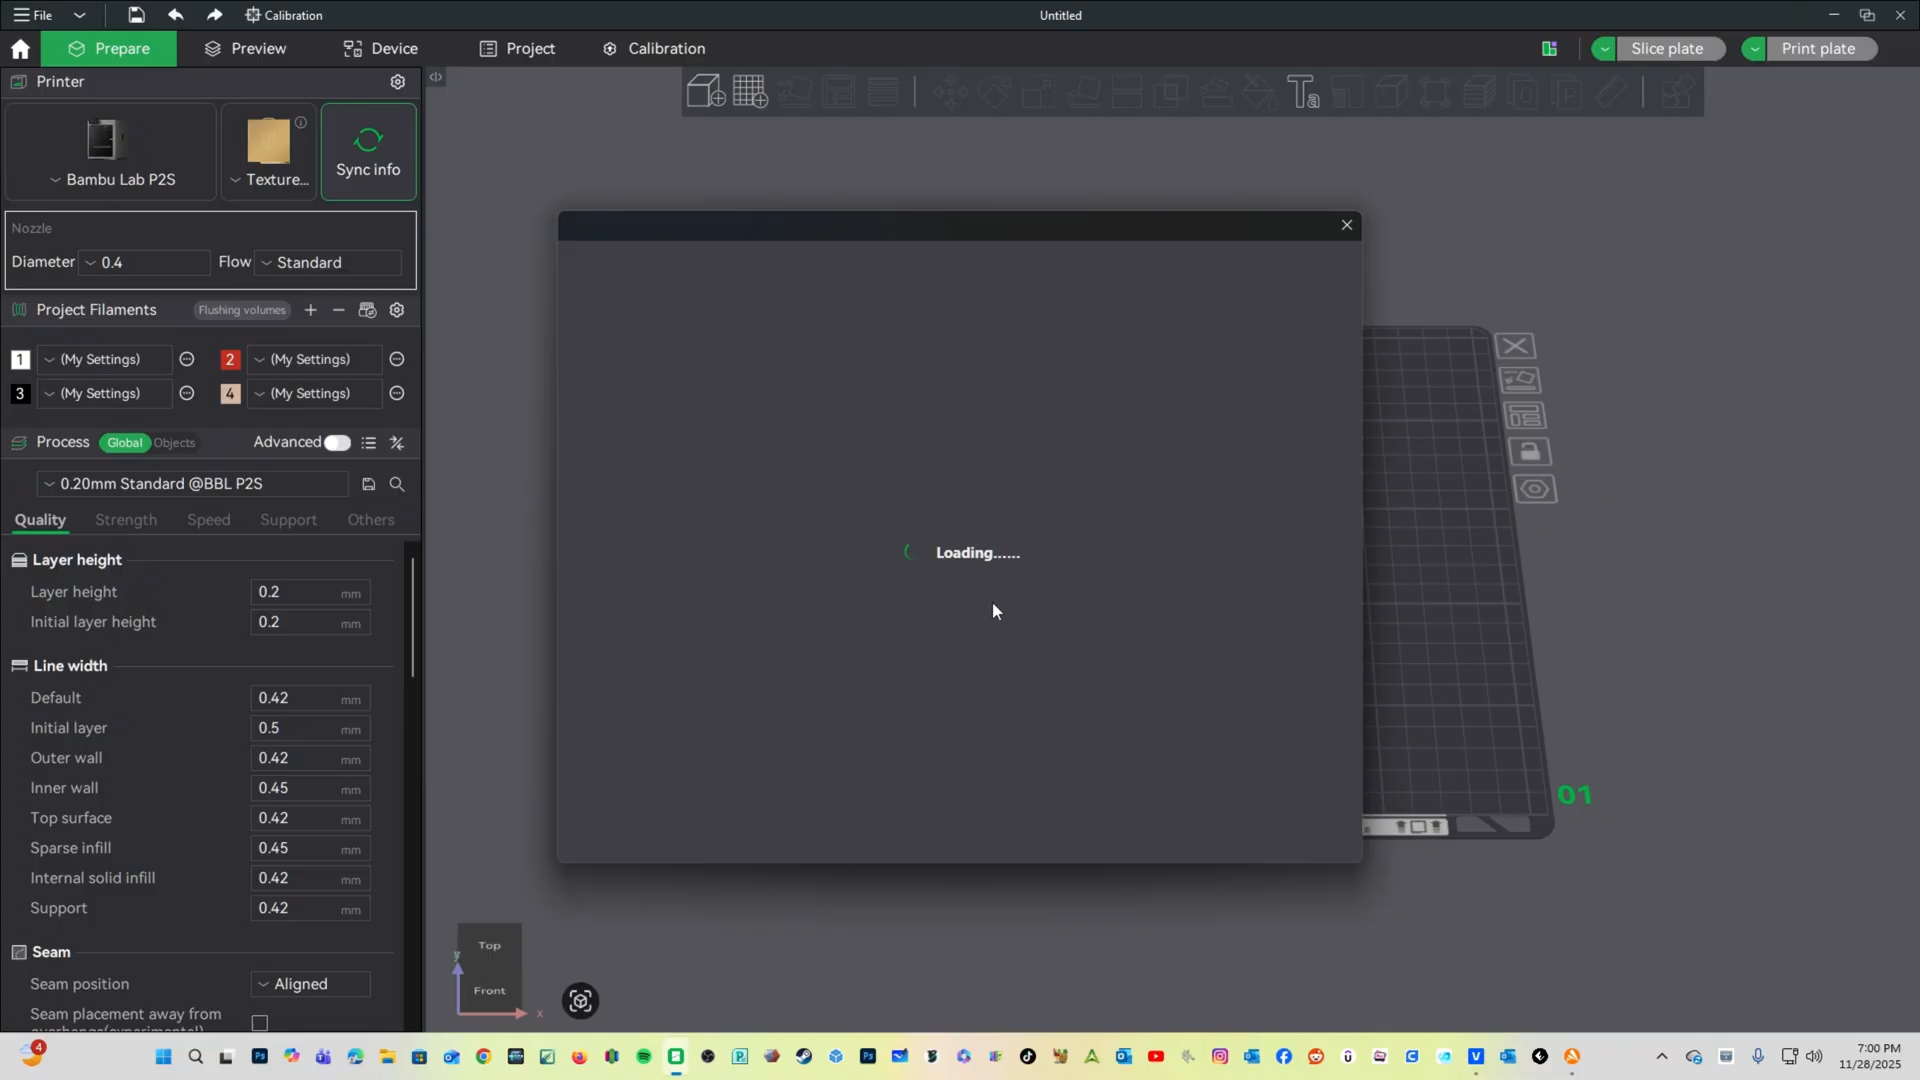 File
Calibration
Untitled
Prepare
Preview
Device
Project
Calibration
Slice plate
Print plate
Printer
Bambu Lab P2S
Texture...
Sync info
Nozzle
Diameter 0.4 Flow Standard
Project Filaments Flushing volumes
1 (My Settings) 2 (My Settings)
3 (My Settings) 4 (My Settings)
Process Global Objects Advanced
0.20mm Standard @BBL P2S
Quality Strength Speed Support Others
Layer height
Layer height 0.2 mm
Initial layer height 0.2 mm
Line width
Default 0.42 mm
Initial layer 0.5 mm
Outer wall 0.42 mm
Inner wall 0.45 mm
Top surface 0.42 mm
Sparse infill 0.45 mm
Internal solid infill 0.42 mm
Support 0.42 mm
Seam
Seam position Aligned
Seam placement away from
overhangs(experimental)
Loading......
01
Top
Front
y
x
4
7:00 PM
11/28/2025